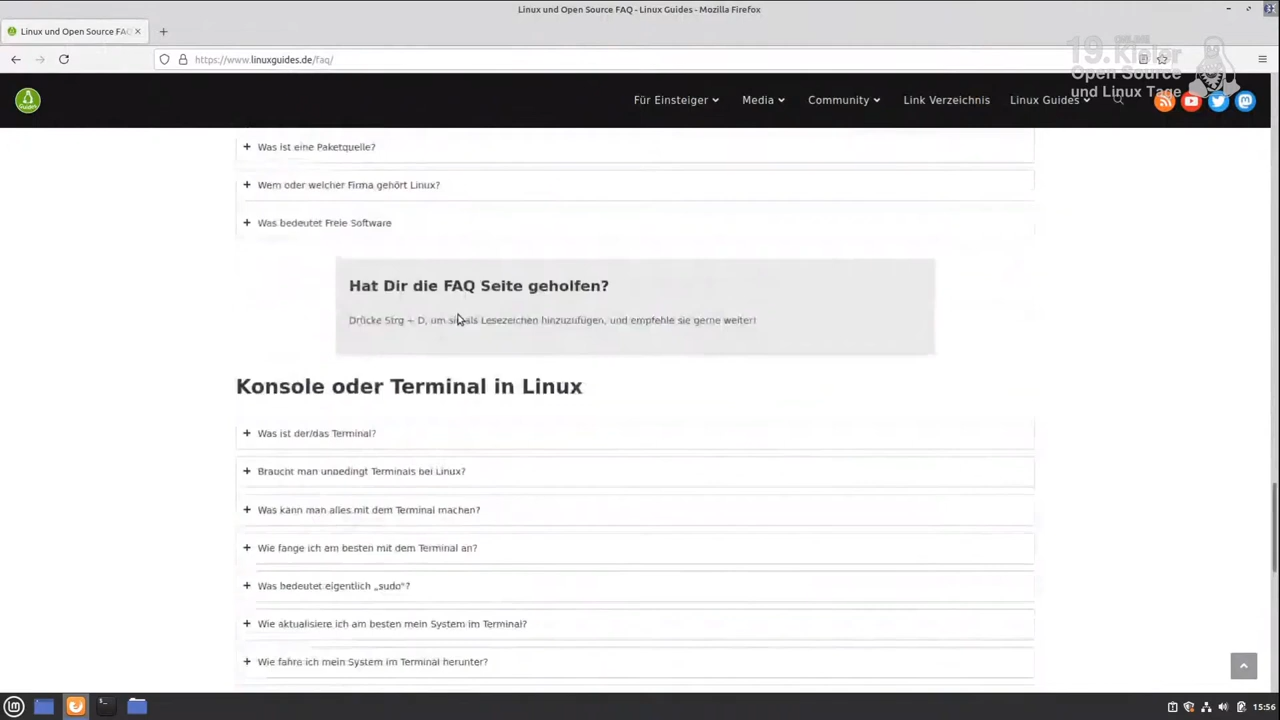 Linux und Open Source FAQ - Linux Guides - Mozilla Firefox
Linux und Open Source FAQ
https://www.linuxguides.de/faq/
19. Kieler
Open Source
und Linux Tage
Für Einsteiger
Media
Community
Link Verzeichnis
Linux Guides
Was ist eine Paketquelle?
Wem oder welcher Firma gehört Linux?
Was bedeutet Freie Software
Hat Dir die FAQ Seite geholfen?
Drücke Strg + D, um sie als Lesezeichen hinzuzufügen, und empfehle sie gerne weiter!
Konsole oder Terminal in Linux
Was ist der/das Terminal?
Braucht man unbedingt Terminals bei Linux?
Was kann man alles mit dem Terminal machen?
Wie fange ich am besten mit dem Terminal an?
Was bedeutet eigentlich „sudo“?
Wie aktualisiere ich am besten mein System im Terminal?
Wie fahre ich mein System im Terminal herunter?
15:56